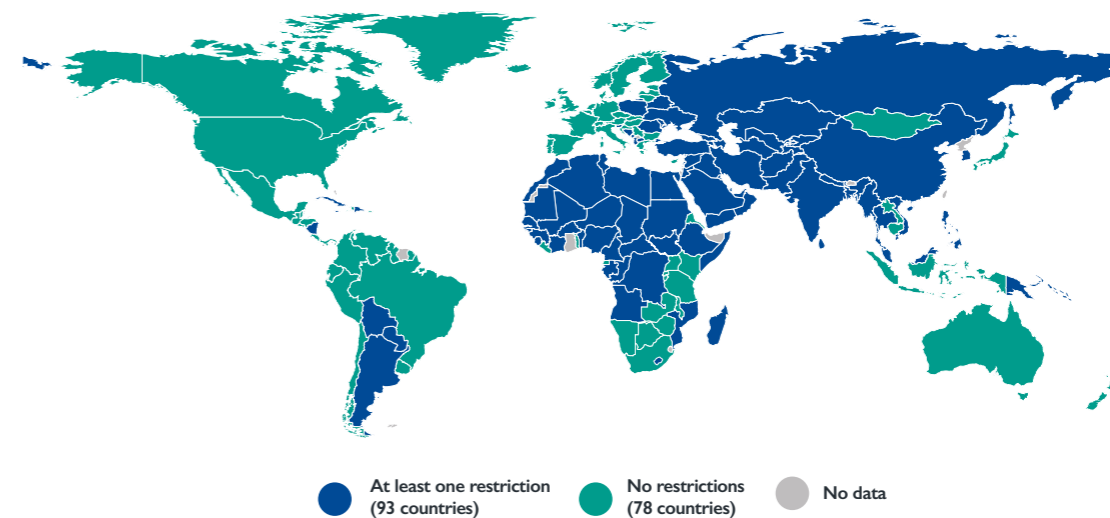 At least one restriction
(93 countries)
No restrictions
(78 countries)
No data